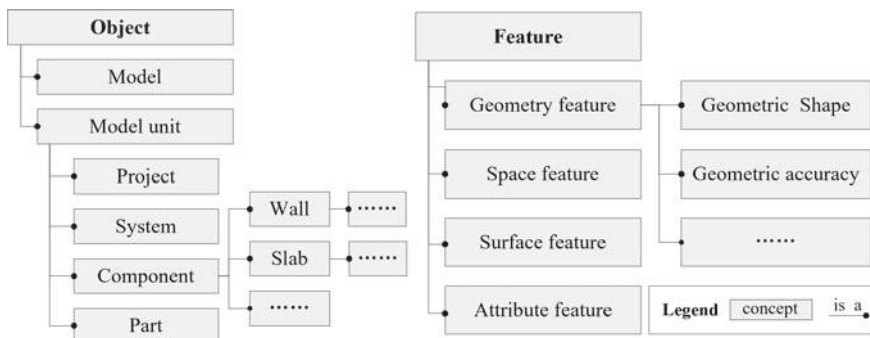 Object
Model
Model unit
Project
System
Component
Part
Wall
······
Slab
······
······
Feature
Geometry feature
Space feature
Surface feature
Attribute feature
Geometric Shape
Geometric accuracy
······
Legend concept is a